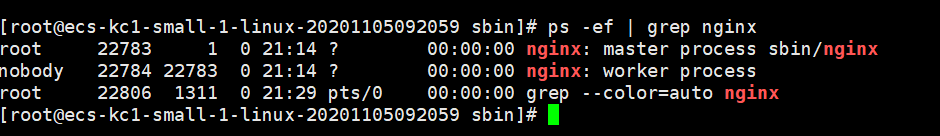 [root@ecs-kc1-small-1-linux-20201105092059 sbin]# ps -ef | grep nginx
root     22783     1  0 21:14 ?        00:00:00 nginx: master process sbin/nginx
nobody   22784 22783  0 21:14 ?        00:00:00 nginx: worker process
root     22806  1311  0 21:29 pts/0    00:00:00 grep --color=auto nginx
[root@ecs-kc1-small-1-linux-20201105092059 sbin]#